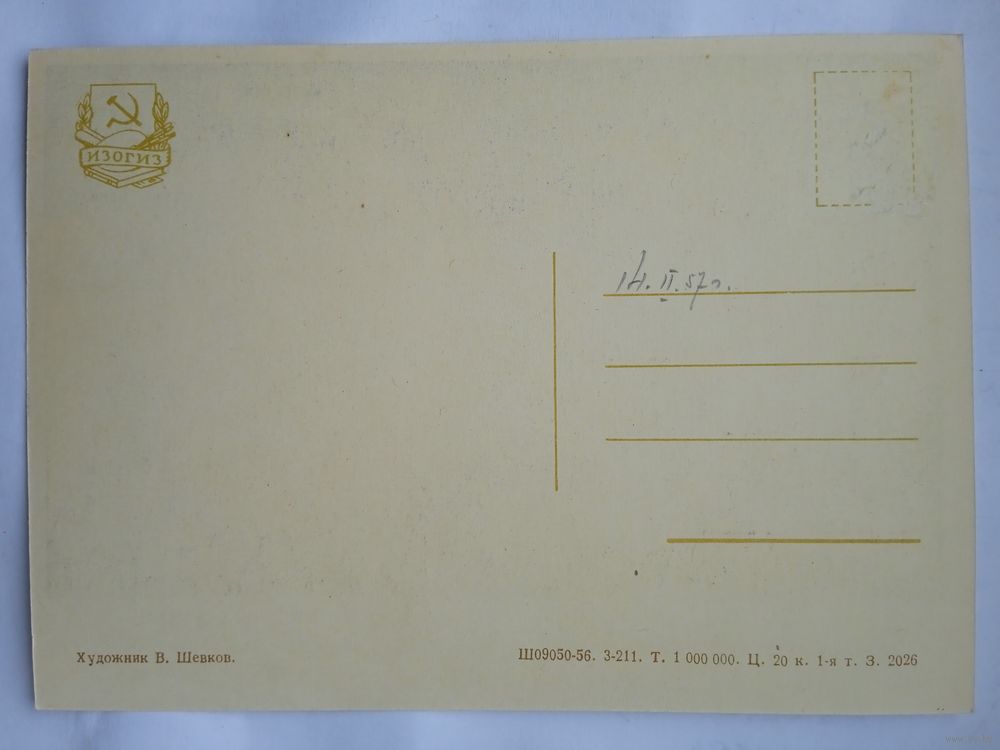 ИЗОГИЗ
14. II. 57 г.
Художник В. Шевков.
Ш09050-56. 3-211. Т. 1 000 000. Ц. 20 к. 1-я т. З. 2026